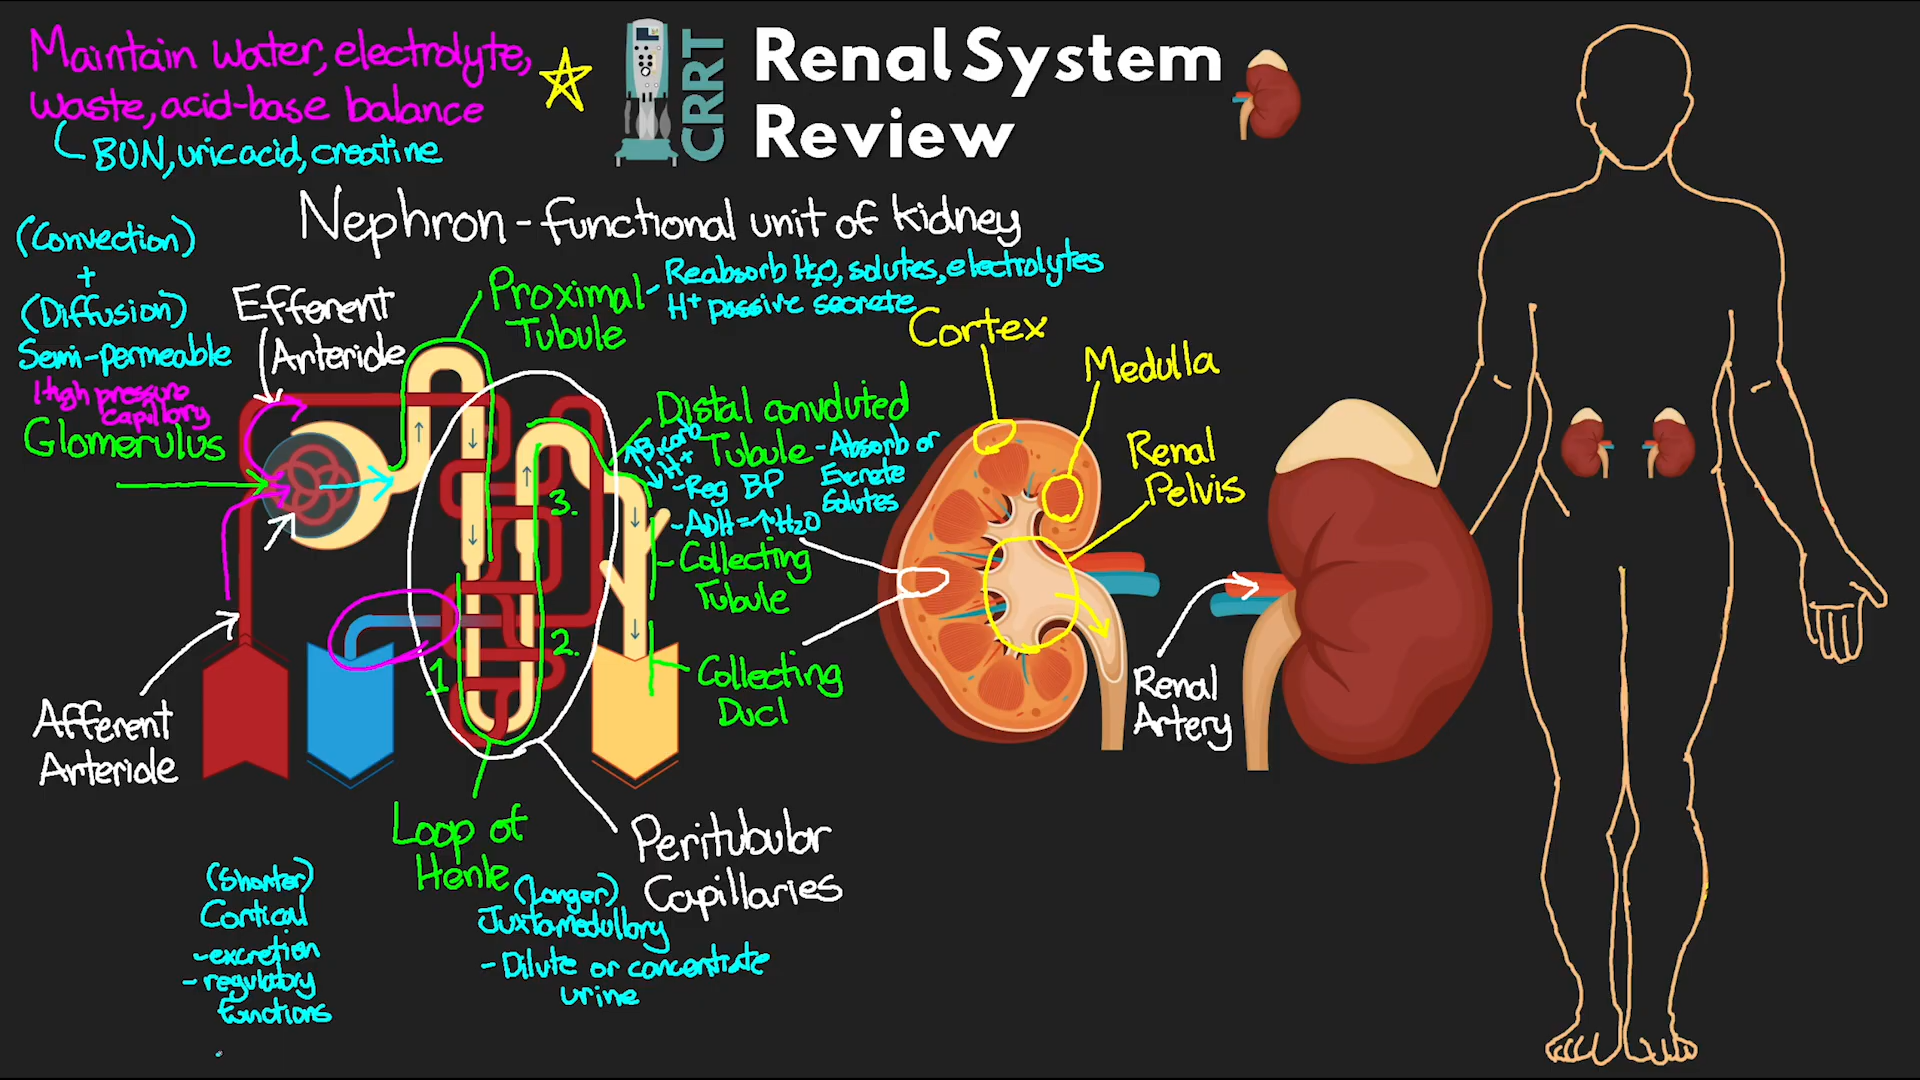 Maintain water, electrolyte,
waste, acid-base balance
BUN, uric acid, creatine
CRRT
Renal System
Review
Nephron - functional unit of kidney
(Convection)
+
(Diffusion)
Semi-permeable
High pressure
capillary
Glomerulus
Efferent
Arteriole
Proximal
Tubule
- Reabsorb H2O, solutes, electrolytes
H+ passive secrete
Distal convoluted
Tubule
- Absorb or
Excrete
Solutes
↑Bicarb
↓H+
- Reg BP
- ADH = ↑H2O
- Collecting
Tubule
Collecting
Duct
1
2.
3.
Afferent
Arteriole
Loop of
Henle
Peritubular
Capillaries
(Shorter)
Cortical
- excretion
- regulatory
functions
(Longer)
Juxtamedullary
- Dilute or concentrate
urine
Cortex
Medulla
Renal
Pelvis
Renal
Artery